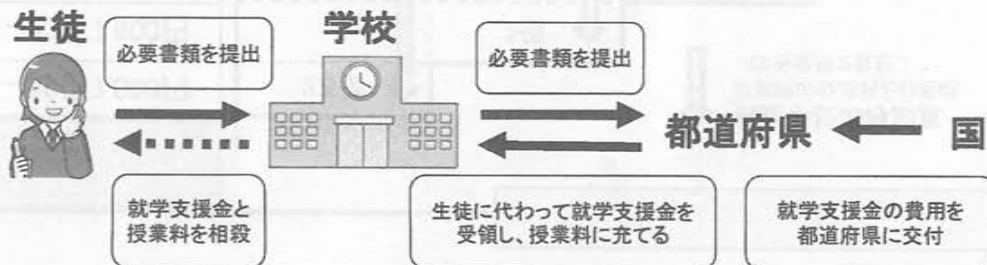 生徒
学校
必要書類を提出
必要書類を提出
都道府県
国
就学支援金と
授業料を相殺
生徒に代わって就学支援金を
受領し、授業料に充てる
就学支援金の費用を
都道府県に交付